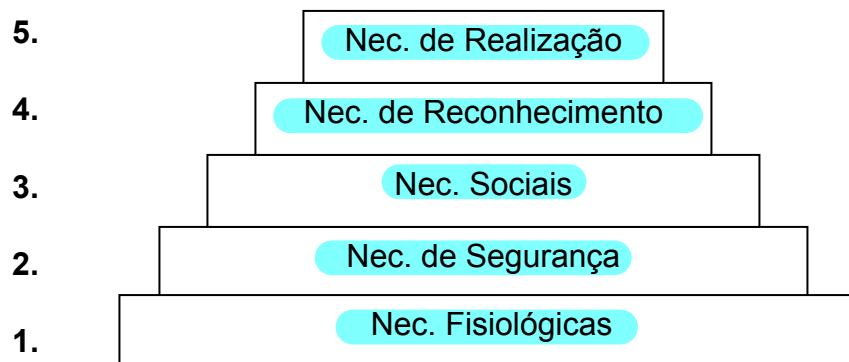 5. Nec. de Realização
4. Nec. de Reconhecimento
3. Nec. Sociais
2. Nec. de Segurança
1. Nec. Fisiológicas